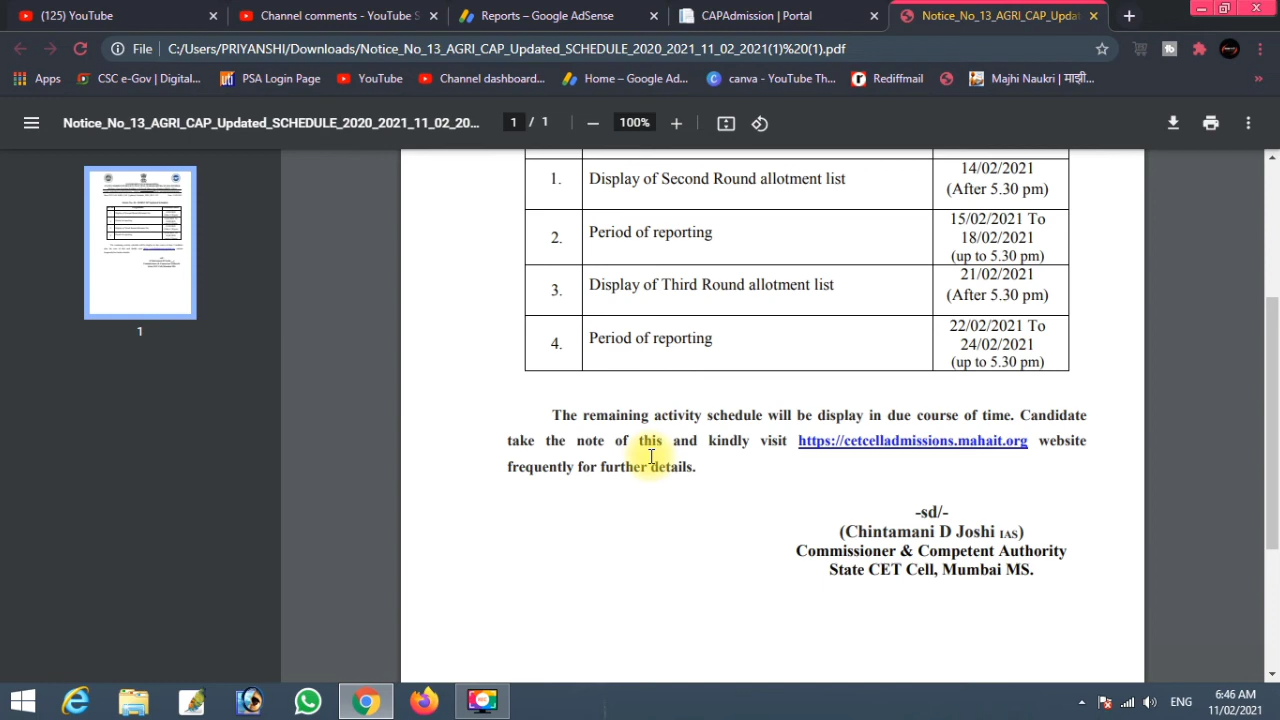 (125) YouTube
Channel comments - YouTube S
Reports – Google AdSense
CAPAdmission | Portal
Notice_No_13_AGRI_CAP_Updat
File
C:/Users/PRIYANSHI/Downloads/Notice_No_13_AGRI_CAP_Updated_SCHEDULE_2020_2021_11_02_2021(1)%20(1).pdf
Apps
CSC e-Gov | Digital...
PSA Login Page
YouTube
Channel dashboard...
Home – Google Ad...
canva - YouTube Th...
Rediffmail
Majhi Naukri | माझी...
»
Notice_No_13_AGRI_CAP_Updated_SCHEDULE_2020_2021_11_02_20...
1 / 1
100%
1. Display of Second Round allotment list 14/02/2021
(After 5.30 pm)
2. Period of reporting 15/02/2021 To
18/02/2021
(up to 5.30 pm)
3. Display of Third Round allotment list 21/02/2021
(After 5.30 pm)
4. Period of reporting 22/02/2021 To
24/02/2021
(up to 5.30 pm)
The remaining activity schedule will be display in due course of time. Candidate
take the note of this and kindly visit https://cetcelladmissions.mahait.org website
frequently for further details.
-sd/-
(Chintamani D Joshi IAS)
Commissioner & Competent Authority
State CET Cell, Mumbai MS.
1
ENG
6:46 AM
11/02/2021